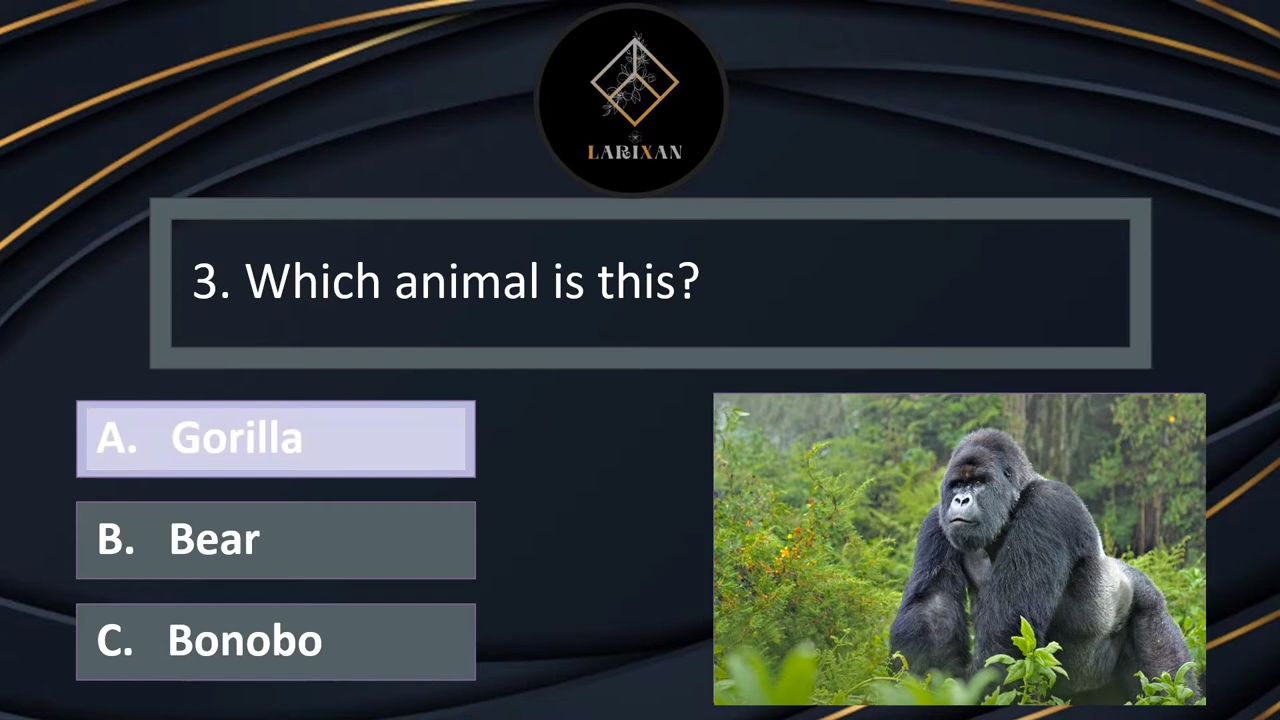 LARIXAN
3. Which animal is this?
A. Gorilla
B. Bear
C. Bonobo